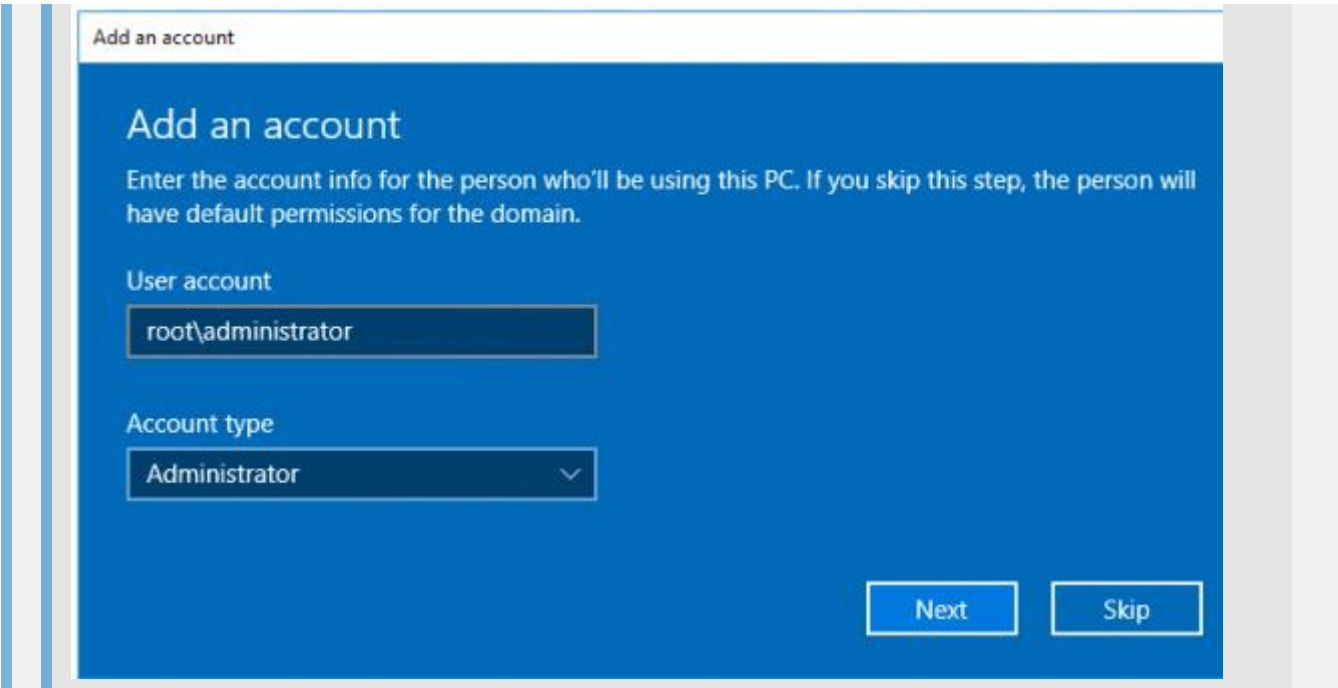 Add an account
Add an account
Enter the account info for the person who'll be using this PC. If you skip this step, the person will
have default permissions for the domain.
User account
root\administrator
Account type
Administrator
Next
Skip